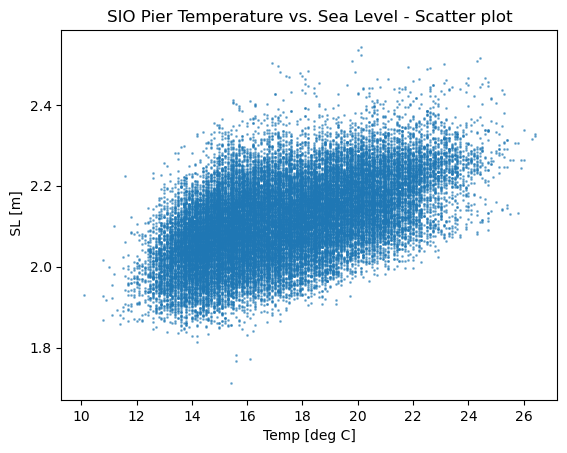 SIO Pier Temperature vs. Sea Level - Scatter plot
SL [m]
2.4
2.2
2.0
1.8
10 12 14 16 18 20 22 24 26
Temp [deg C]